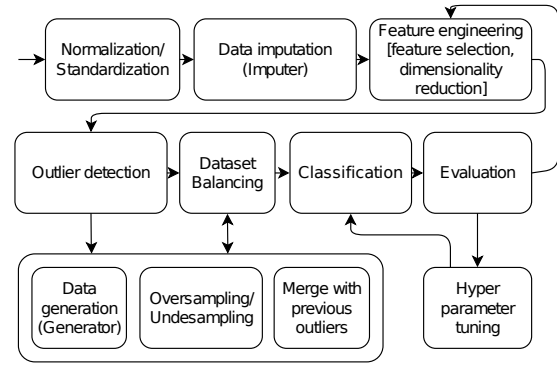 Normalization/
Standardization
Data imputation
(Imputer)
Feature engineering
[feature selection,
dimensionality
reduction]
Outlier detection
Dataset
Balancing
Classification
Evaluation
Data
generation
(Generator)
Oversampling/
Undesampling
Merge with
previous
outliers
Hyper
parameter
tuning